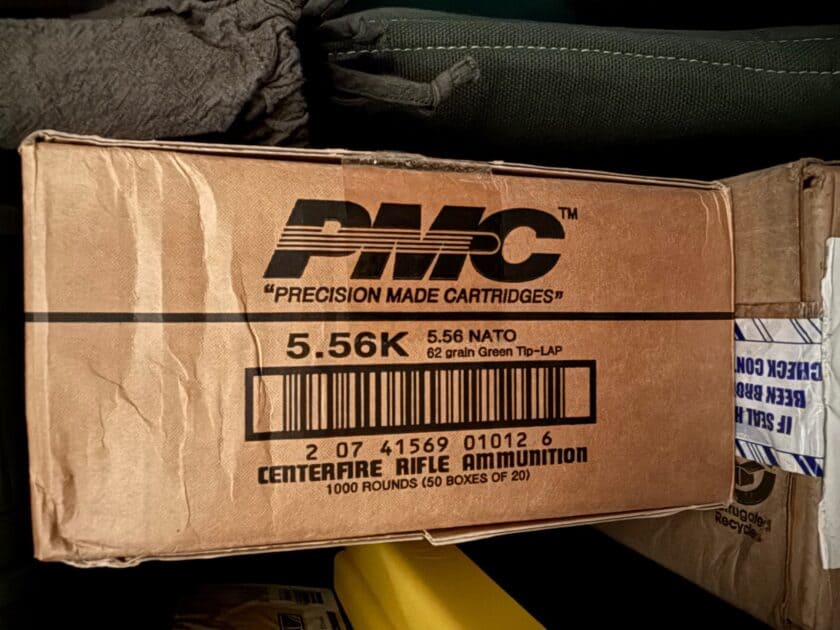 PMC™
"PRECISION MADE CARTRIDGES"
5.56K
5.56 NATO
62 grain Green Tip-LAP
2 07 41569 01012 6
CENTERFIRE RIFLE AMMUNITION
1000 ROUNDS (50 BOXES OF 20)
IF SEAL H
BEEN BRO
CHECK CON
rrugated
Recycle